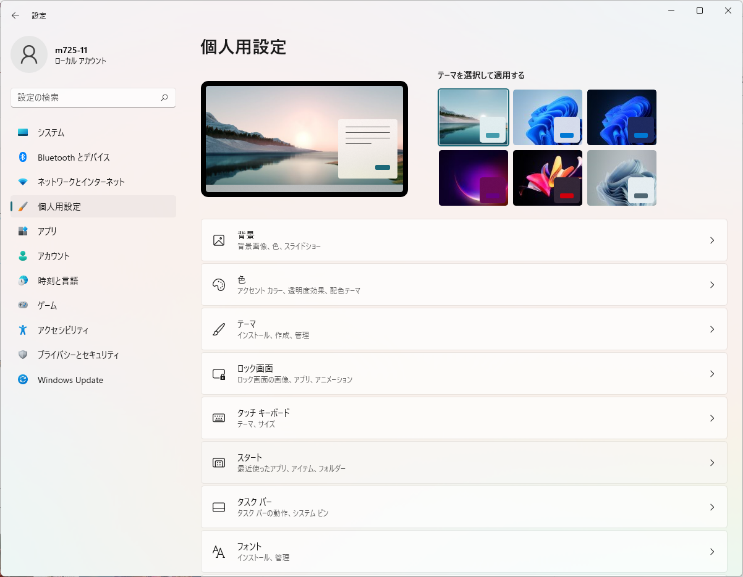 設定
m725-11
ローカル アカウント
設定の検索
システム
Bluetooth とデバイス
ネットワークとインターネット
個人用設定
アプリ
アカウント
時刻と言語
ゲーム
アクセシビリティ
プライバシーとセキュリティ
Windows Update
個人用設定
テーマを選択して適用する
背景
背景画像、色、スライドショー
色
アクセント カラー、透明度効果、配色テーマ
テーマ
インストール、作成、管理
ロック画面
ロック画面の画像、アプリ、アニメーション
タッチ キーボード
テーマ、サイズ
スタート
最近使ったアプリ、アイテム、フォルダー
タスク バー
タスク バーの動作、システム ピン
フォント
インストール、管理